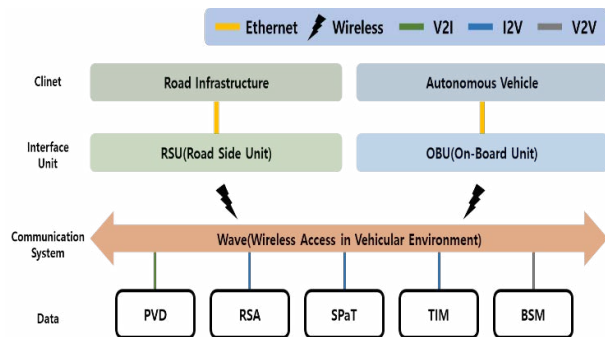 Ethernet Wireless V2I I2V V2V
Clinet
Road Infrastructure
Autonomous Vehicle
Interface
Unit
RSU(Road Side Unit)
OBU(On-Board Unit)
Communication
System
Wave(Wireless Access in Vehicular Environment)
Data
PVD
RSA
SPaT
TIM
BSM